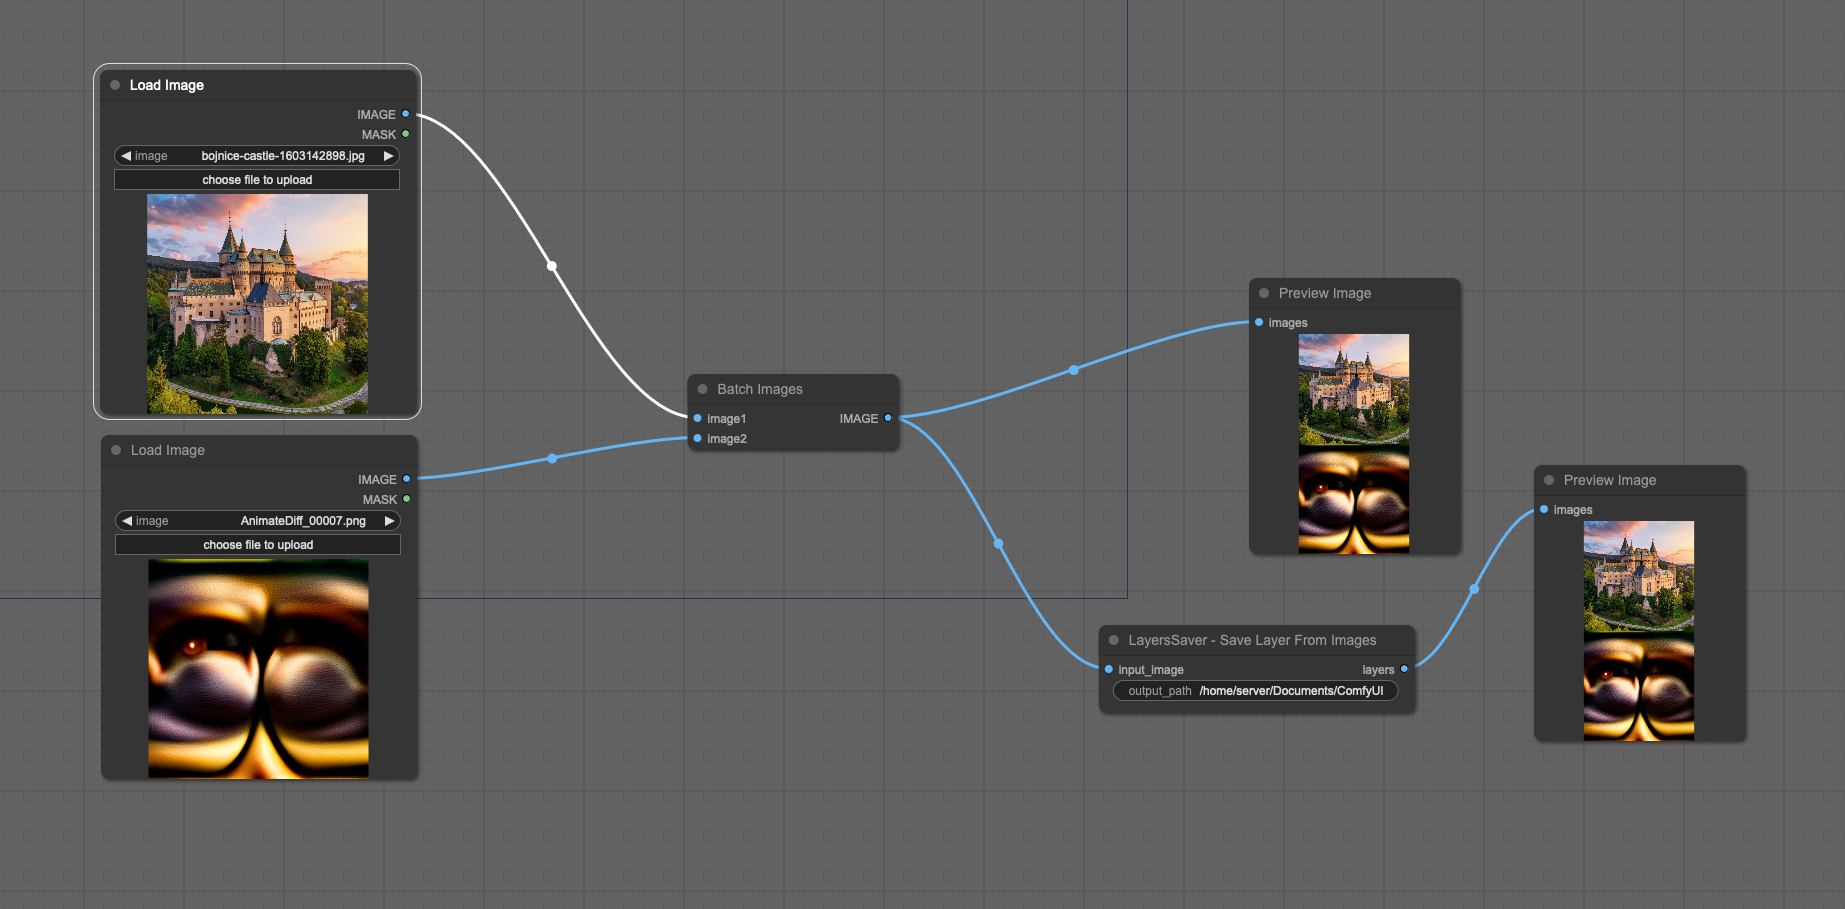 Load Image
IMAGE
MASK
image bojnice-castle-1603142898.jpg
choose file to upload
Load Image
IMAGE
MASK
image AnimateDiff_00007.png
choose file to upload
Batch Images
image1 IMAGE
image2
Preview Image
images
LayersSaver - Save Layer From Images
input_image layers
output_path /home/server/Documents/ComfyUI
Preview Image
images